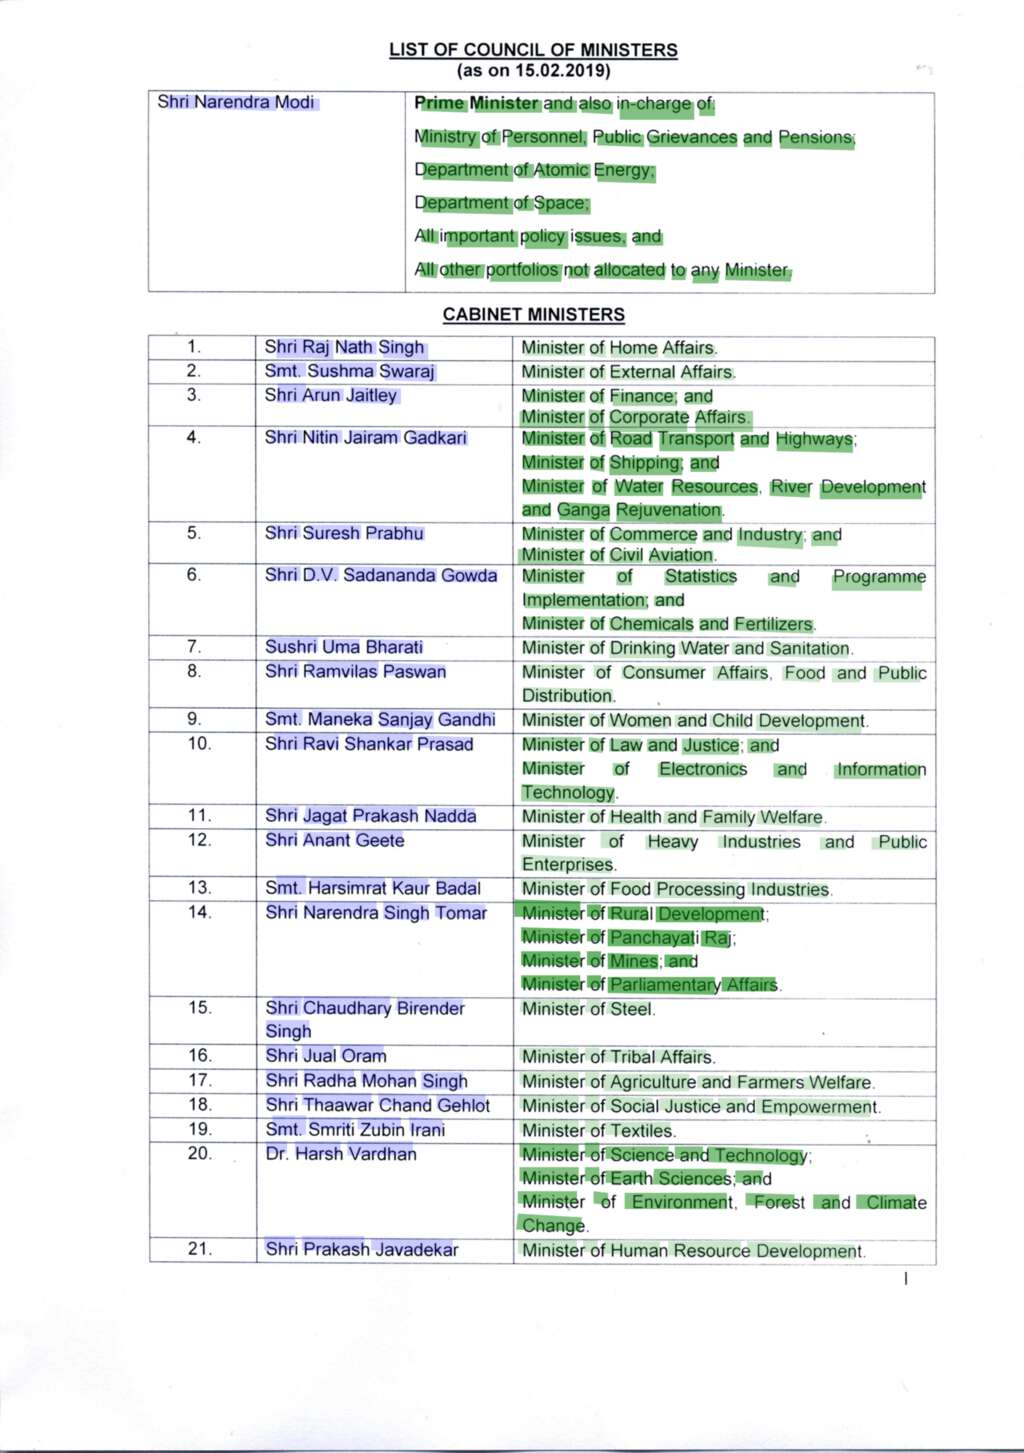 LIST OF COUNCIL OF MINISTERS
(as on 15.02.2019)
Shri Narendra Modi
Prime Minister and also in-charge of:
Ministry of Personnel, Public Grievances and Pensions;
Department of Atomic Energy;
Department of Space;
All important policy issues; and
All other portfolios not allocated to any Minister.
CABINET MINISTERS
1. Shri Raj Nath Singh Minister of Home Affairs.
2. Smt. Sushma Swaraj Minister of External Affairs.
3. Shri Arun Jaitley Minister of Finance; and
Minister of Corporate Affairs.
4. Shri Nitin Jairam Gadkari Minister of Road Transport and Highways;
Minister of Shipping; and
Minister of Water Resources, River Development
and Ganga Rejuvenation.
5. Shri Suresh Prabhu Minister of Commerce and Industry; and
Minister of Civil Aviation.
6. Shri D.V. Sadananda Gowda Minister of Statistics and Programme
Implementation; and
Minister of Chemicals and Fertilizers.
7. Sushri Uma Bharati Minister of Drinking Water and Sanitation.
8. Shri Ramvilas Paswan Minister of Consumer Affairs, Food and Public
Distribution.
9. Smt. Maneka Sanjay Gandhi Minister of Women and Child Development.
10. Shri Ravi Shankar Prasad Minister of Law and Justice; and
Minister of Electronics and Information
Technology.
11. Shri Jagat Prakash Nadda Minister of Health and Family Welfare.
12. Shri Anant Geete Minister of Heavy Industries and Public
Enterprises.
13. Smt. Harsimrat Kaur Badal Minister of Food Processing Industries.
14. Shri Narendra Singh Tomar Minister of Rural Development;
Minister of Panchayati Raj;
Minister of Mines; and
Minister of Parliamentary Affairs.
15. Shri Chaudhary Birender Minister of Steel.
Singh
16. Shri Jual Oram Minister of Tribal Affairs.
17. Shri Radha Mohan Singh Minister of Agriculture and Farmers Welfare.
18. Shri Thaawar Chand Gehlot Minister of Social Justice and Empowerment.
19. Smt. Smriti Zubin Irani Minister of Textiles.
20. Dr. Harsh Vardhan Minister of Science and Technology;
Minister of Earth Sciences; and
Minister of Environment, Forest and Climate
Change.
21. Shri Prakash Javadekar Minister of Human Resource Development.